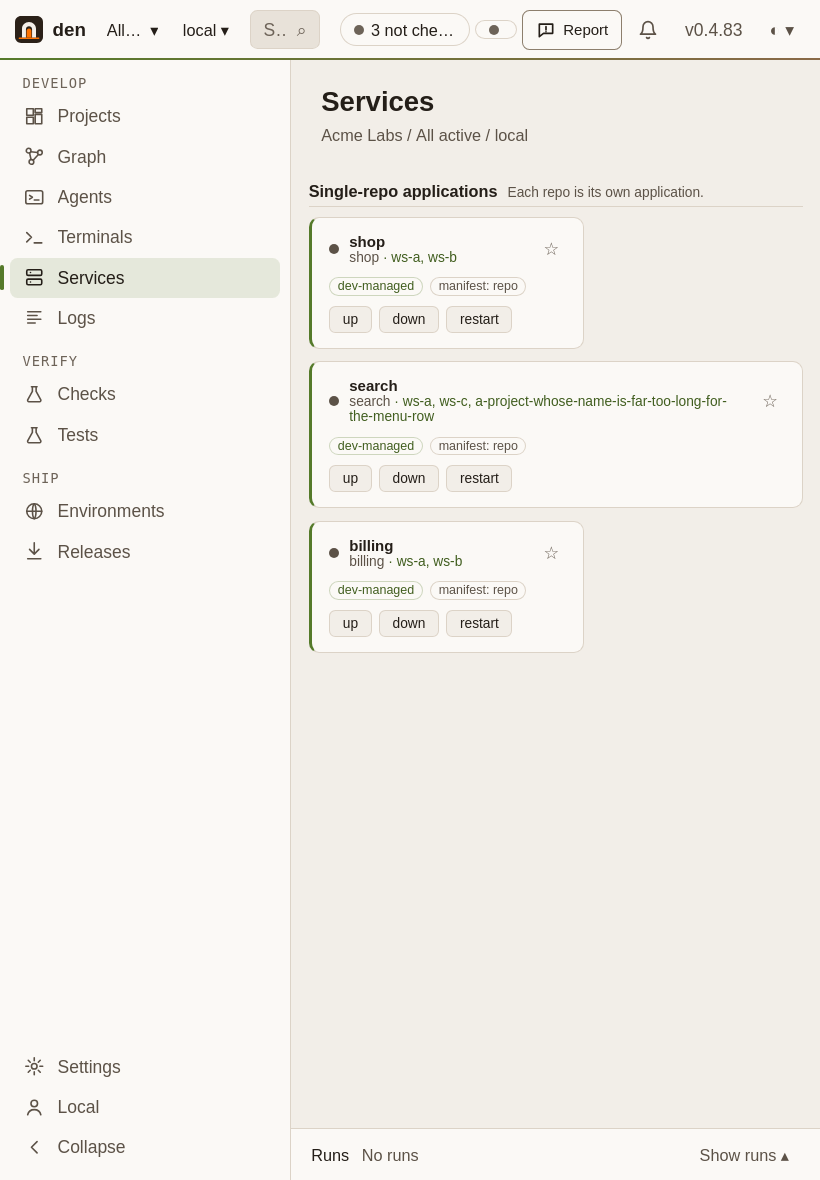 den All… ▾ local ▾ S.. ⌕ 3 not che… Report v0.4.83 ▾
DEVELOP
Projects
Graph
Agents
Terminals
Services
Logs
VERIFY
Checks
Tests
SHIP
Environments
Releases
Settings
Local
Collapse
Services
Acme Labs / All active / local
Single-repo applications Each repo is its own application.
shop
shop · ws-a, ws-b
dev-managed manifest: repo
up down restart
search
search · ws-a, ws-c, a-project-whose-name-is-far-too-long-for-
the-menu-row
dev-managed manifest: repo
up down restart
billing
billing · ws-a, ws-b
dev-managed manifest: repo
up down restart
Runs No runs Show runs ▴